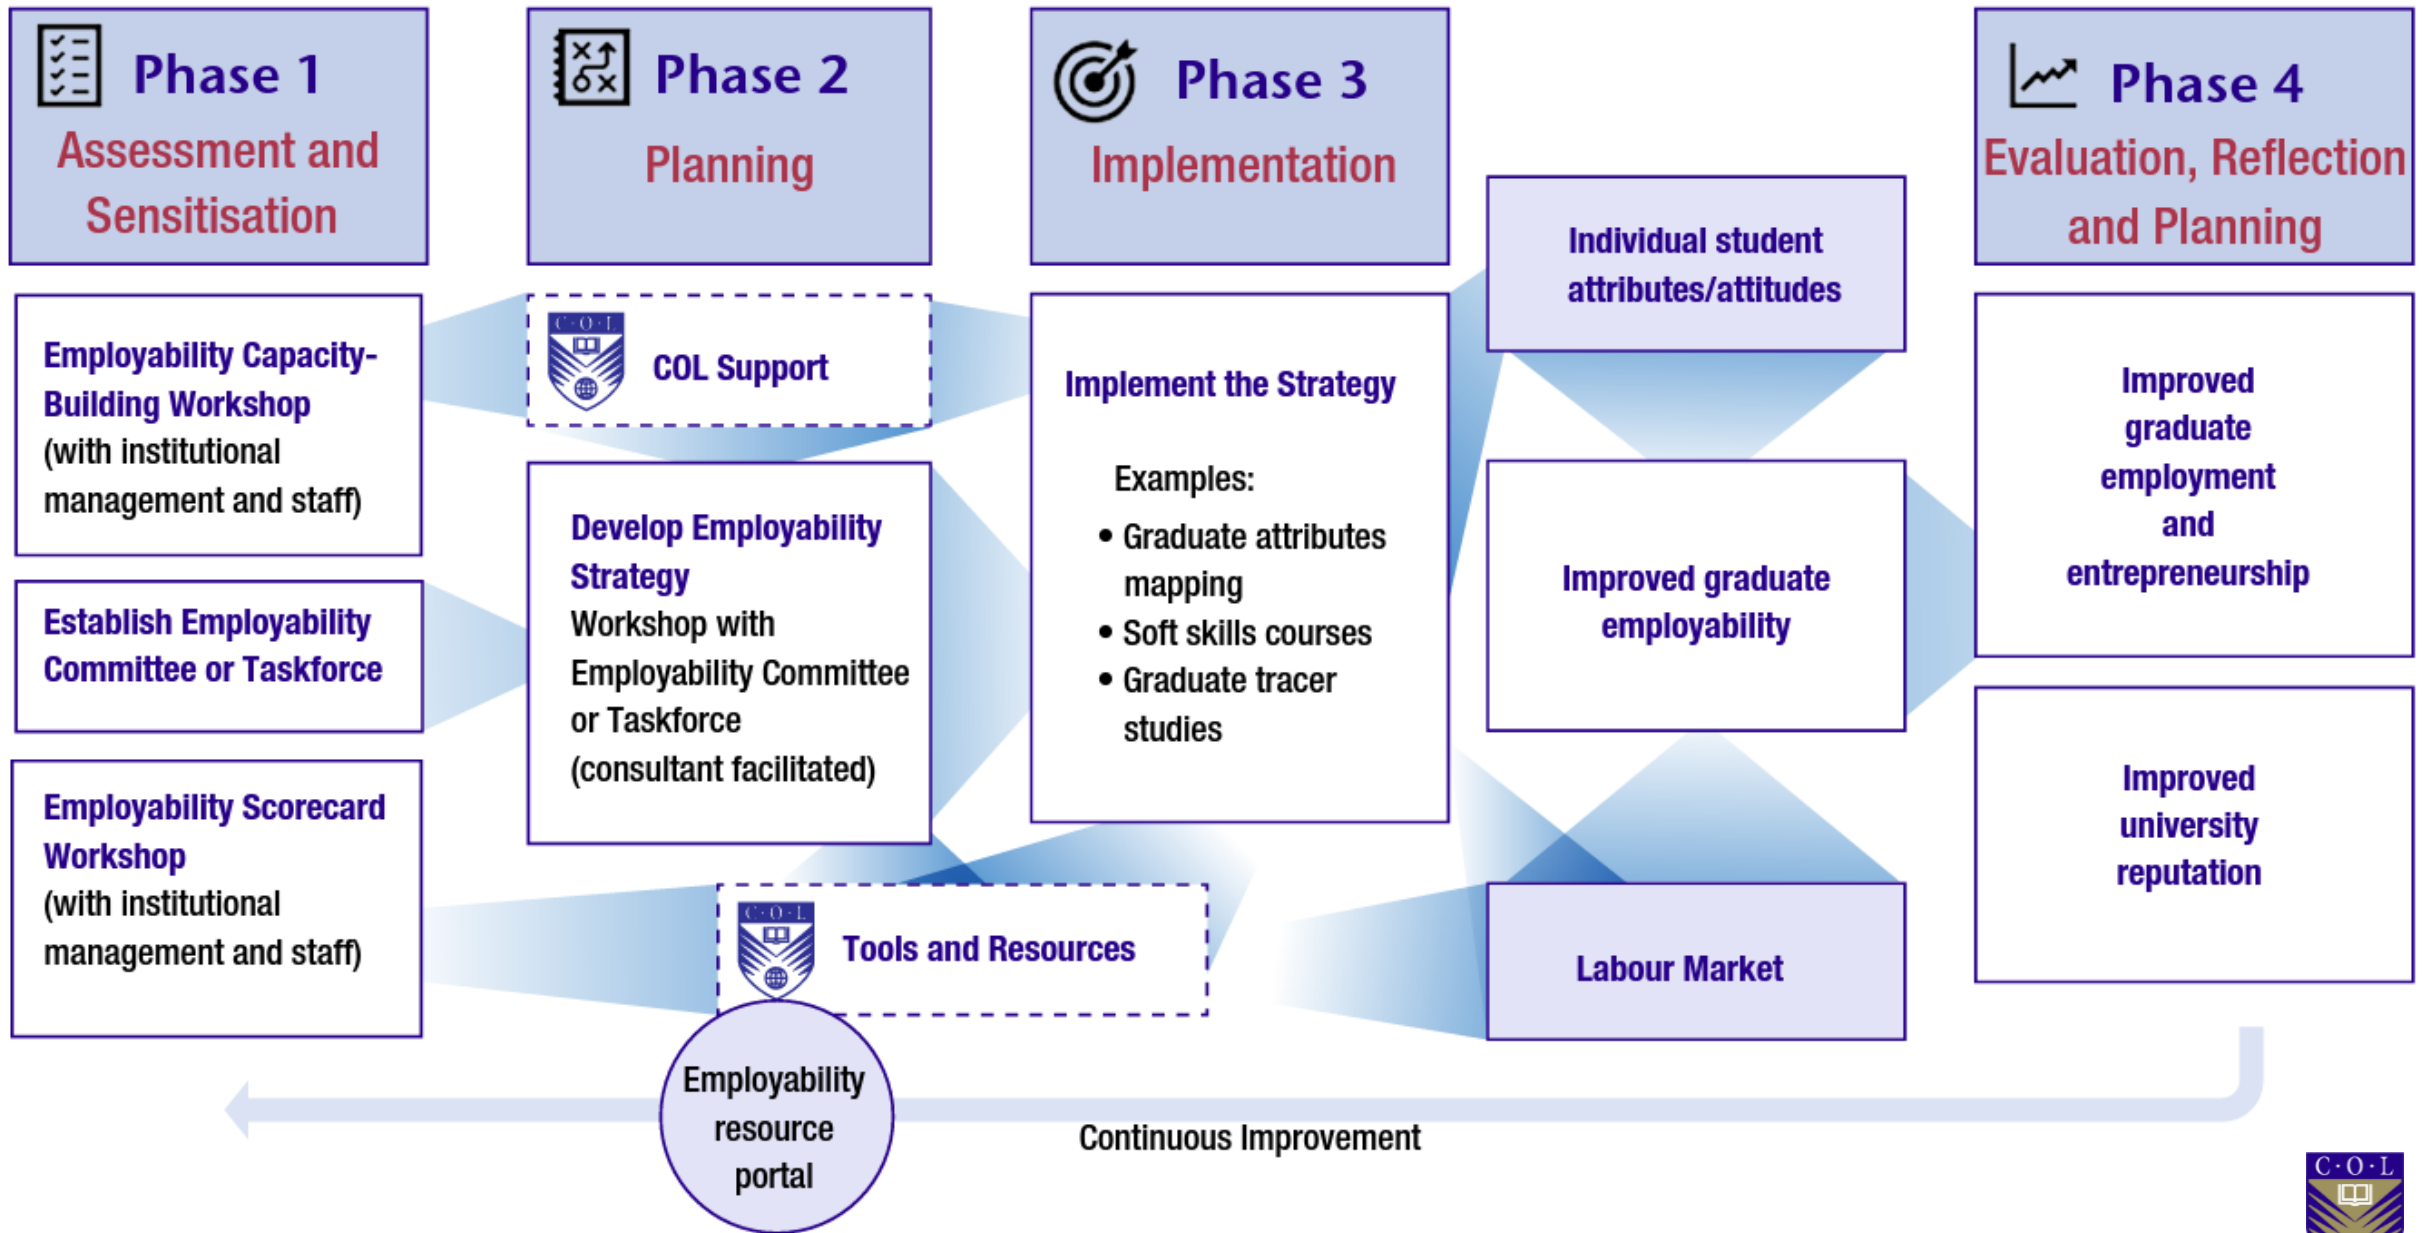 Phase 1
Assessment and
Sensitisation
Employability Capacity-
Building Workshop
(with institutional
management and staff)
Establish Employability
Committee or Taskforce
Employability Scorecard
Workshop
(with institutional
management and staff)
Phase 2
Planning
C·O·L
COL Support
Develop Employability
Strategy
Workshop with
Employability Committee
or Taskforce
(consultant facilitated)
C·O·L
Tools and Resources
Employability
resource
portal
Phase 3
Implementation
Implement the Strategy
Examples:
• Graduate attributes
mapping
• Soft skills courses
• Graduate tracer
studies
Individual student
attributes/attitudes
Improved graduate
employability
Labour Market
Phase 4
Evaluation, Reflection
and Planning
Improved
graduate
employment
and
entrepreneurship
Improved
university
reputation
Continuous Improvement
C·O·L